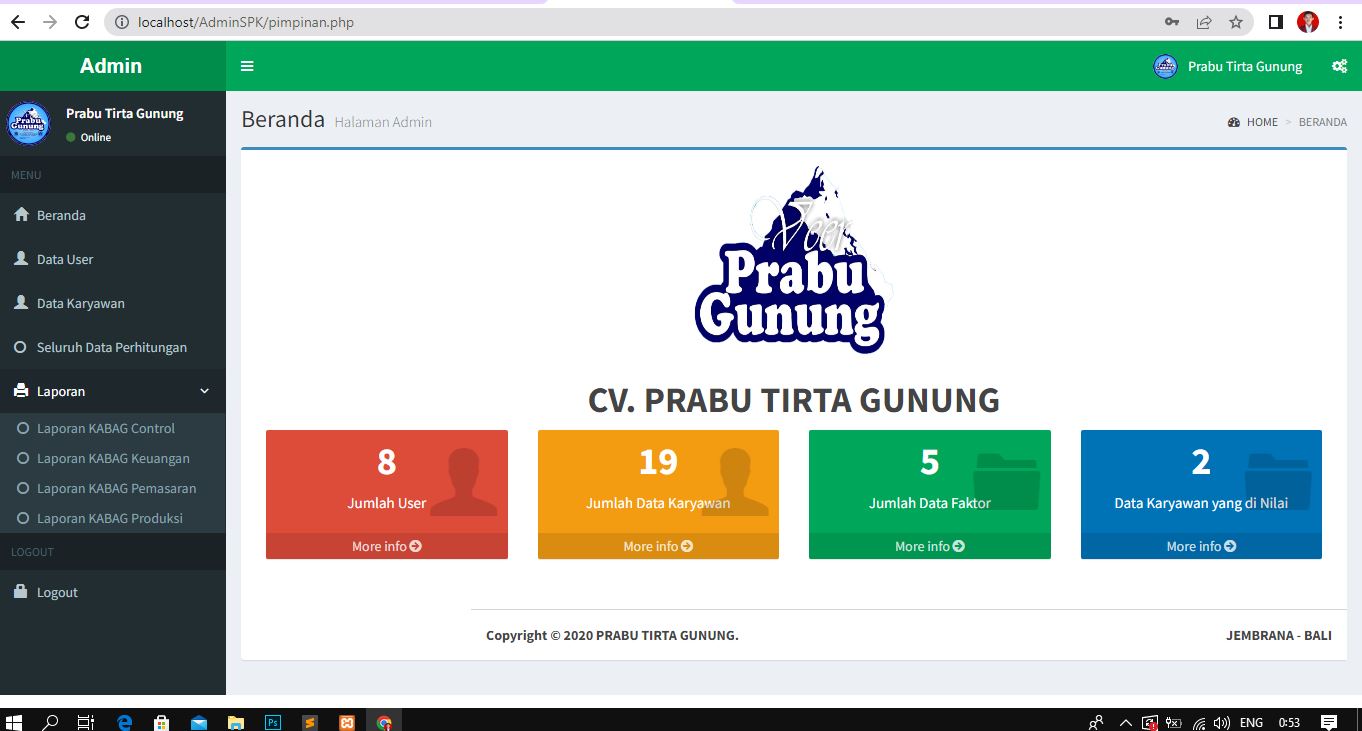 localhost/AdminSPK/pimpinan.php
Admin
Prabu Tirta Gunung
Prabu Tirta Gunung
Online
MENU
Beranda
Data User
Data Karyawan
Seluruh Data Perhitungan
Laporan
Laporan KABAG Control
Laporan KABAG Keuangan
Laporan KABAG Pemasaran
Laporan KABAG Produksi
LOGOUT
Logout
Beranda Halaman Admin
HOME > BERANDA
Prabu
Gunung
CV. PRABU TIRTA GUNUNG
8
Jumlah User
More info
19
Jumlah Data Karyawan
More info
5
Jumlah Data Faktor
More info
2
Data Karyawan yang di Nilai
More info
Copyright © 2020 PRABU TIRTA GUNUNG.
JEMBRANA - BALI
Ps
ENG
0:53